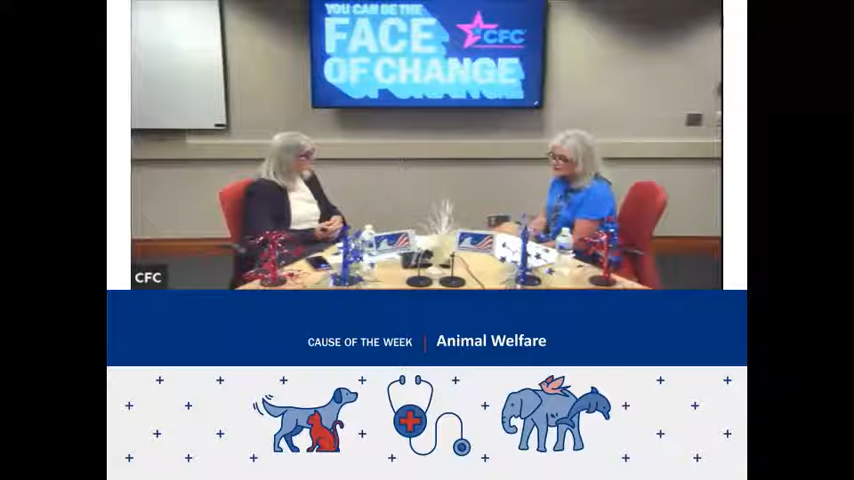 YOU CAN BE THE
FACE
OF CHANGE
CFC
CFC
CAUSE OF THE WEEK | Animal Welfare